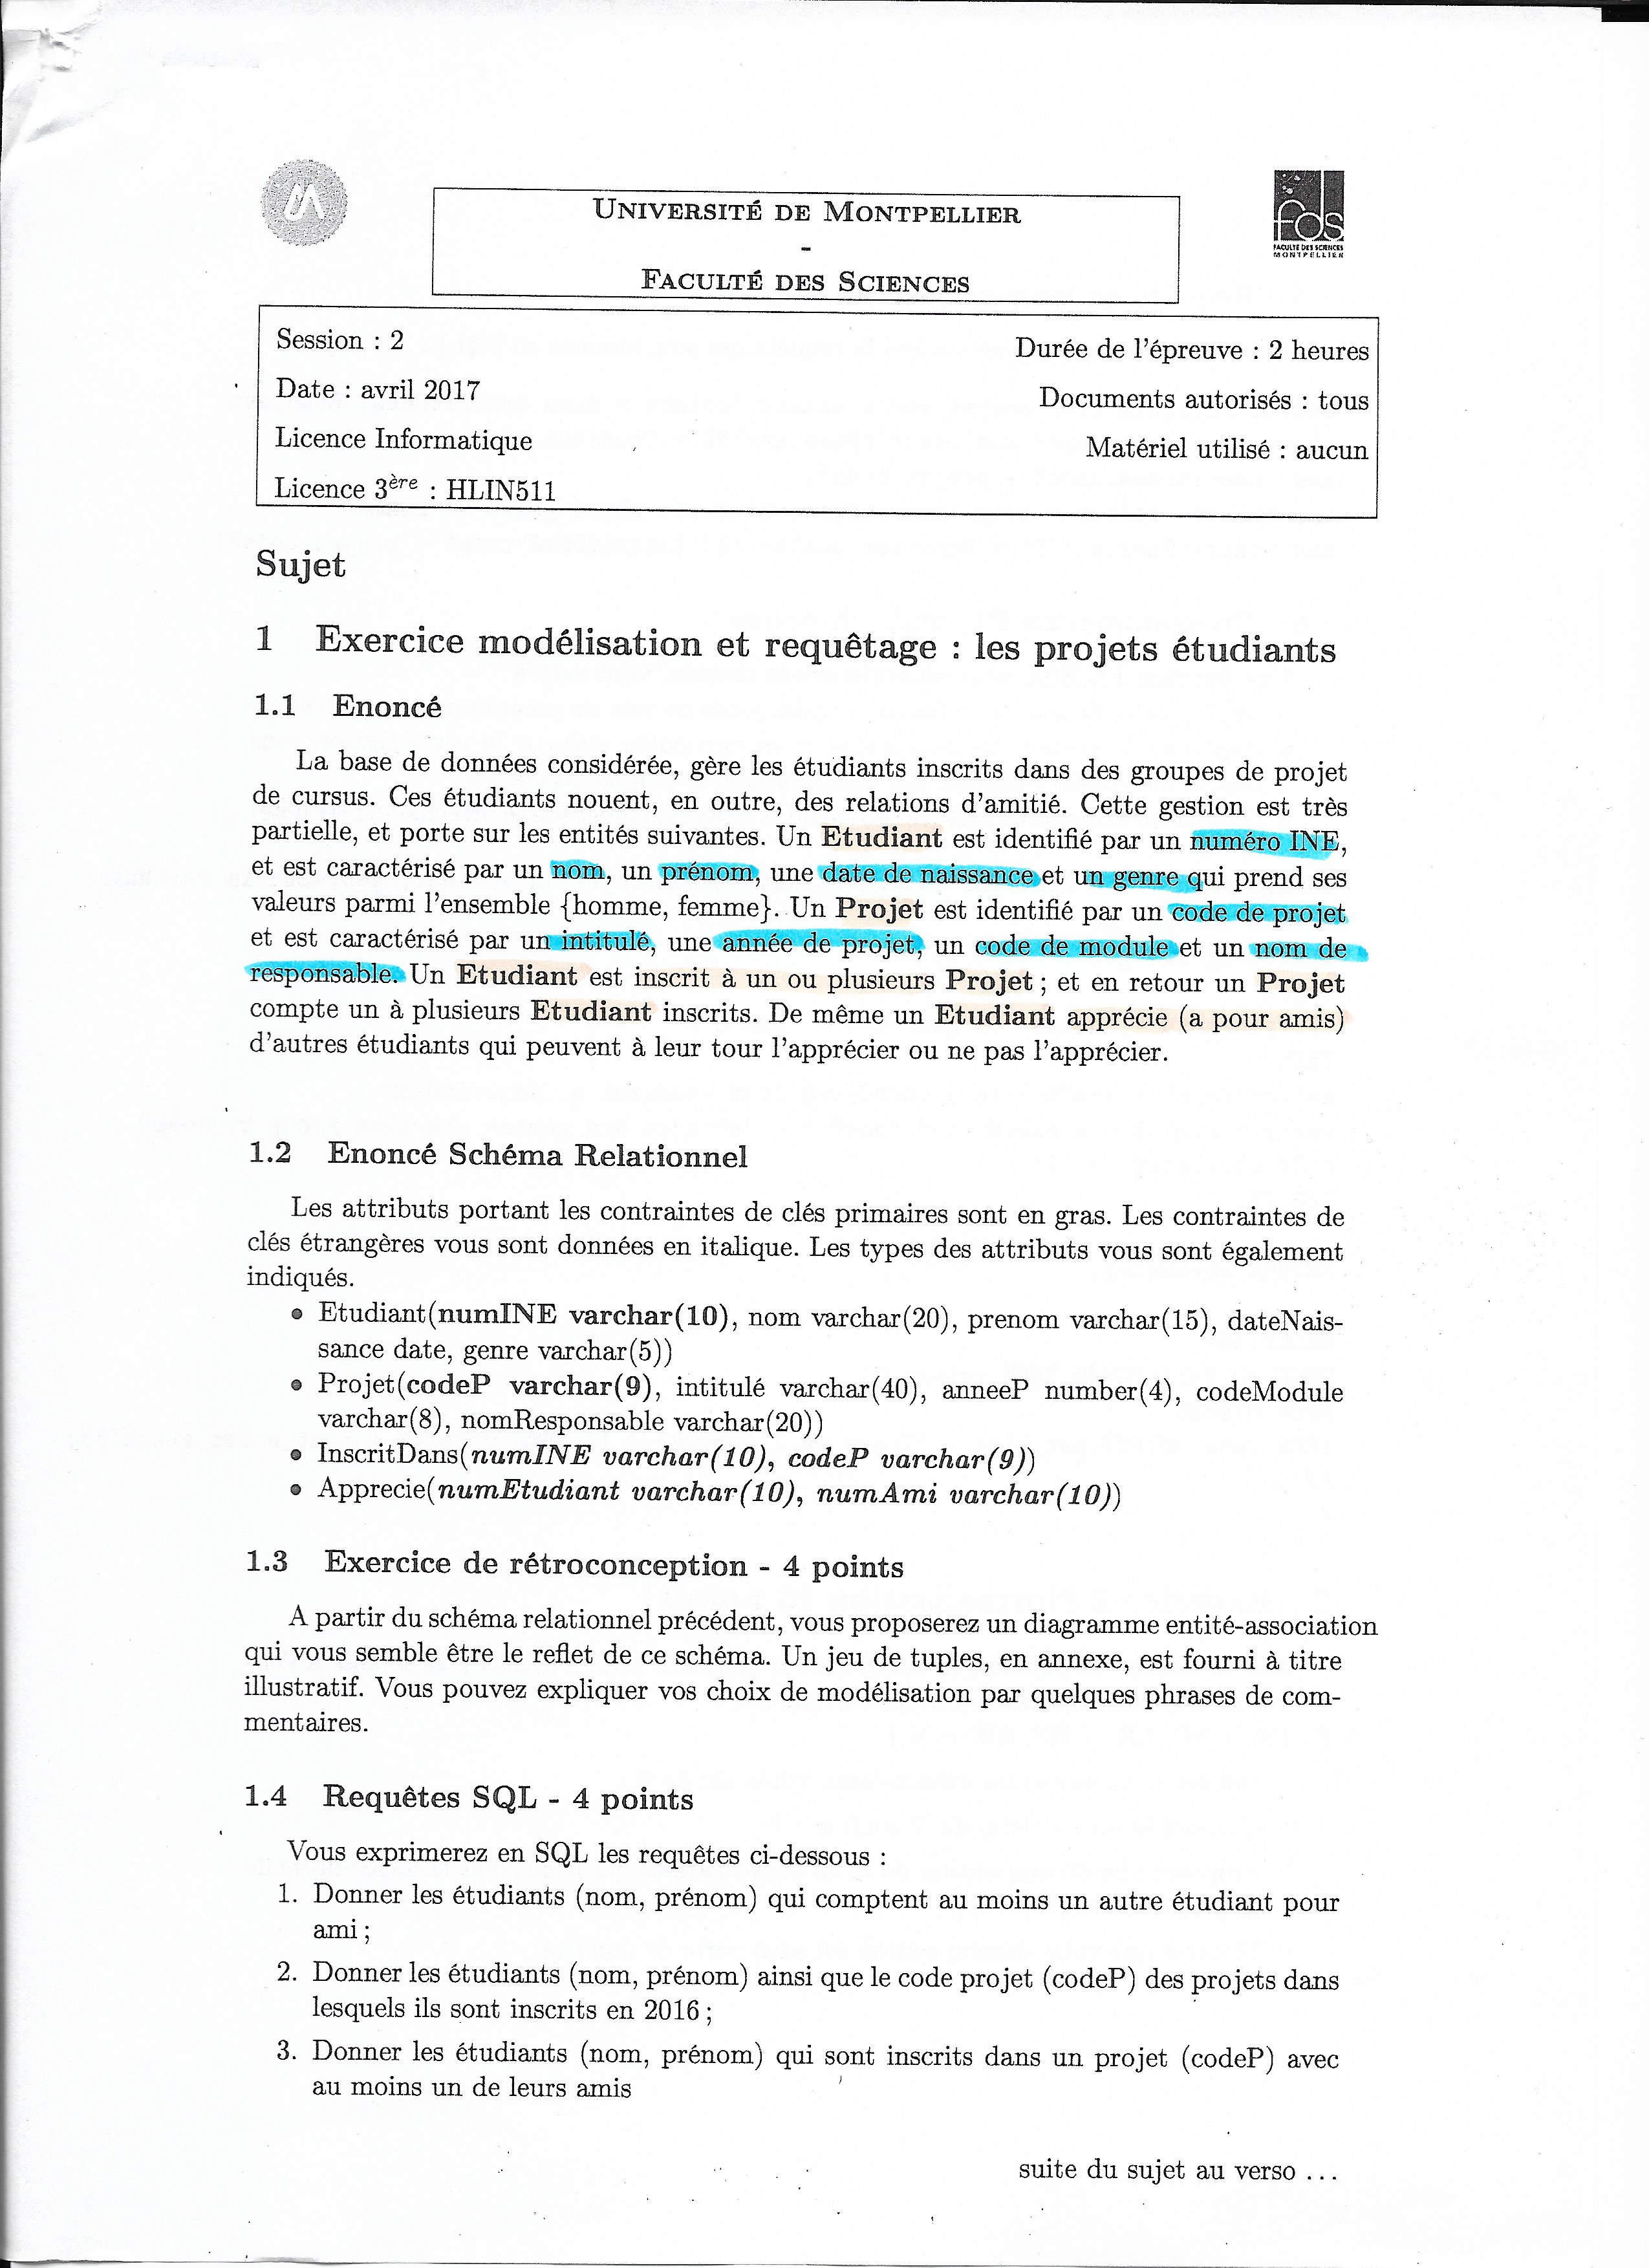 UNIVERSITÉ DE MONTPELLIER
-
FACULTÉ DES SCIENCES
fds
FACULTÉ DES SCIENCES
MONTPELLIER
Session : 2
Durée de l'épreuve : 2 heures
Date : avril 2017
Documents autorisés : tous
Licence Informatique
Matériel utilisé : aucun
Licence 3ère : HLIN511
Sujet
1 Exercice modélisation et requêtage : les projets étudiants
1.1 Enoncé
La base de données considérée, gère les étudiants inscrits dans des groupes de projet
de cursus. Ces étudiants nouent, en outre, des relations d'amitié. Cette gestion est très
partielle, et porte sur les entités suivantes. Un Etudiant est identifié par un numéro INE,
et est caractérisé par un nom, un prénom, une date de naissance et un genre qui prend ses
valeurs parmi l'ensemble {homme, femme}. Un Projet est identifié par un code de projet
et est caractérisé par un intitulé, une année de projet, un code de module et un nom de
responsable. Un Etudiant est inscrit à un ou plusieurs Projet ; et en retour un Projet
compte un à plusieurs Etudiant inscrits. De même un Etudiant apprécie (a pour amis)
d'autres étudiants qui peuvent à leur tour l'apprécier ou ne pas l'apprécier.
1.2 Enoncé Schéma Relationnel
Les attributs portant les contraintes de clés primaires sont en gras. Les contraintes de
clés étrangères vous sont données en italique. Les types des attributs vous sont également
indiqués.
• Etudiant(numINE varchar(10), nom varchar(20), prenom varchar(15), dateNais-
sance date, genre varchar(5))
• Projet(codeP varchar(9), intitulé varchar(40), anneeP number(4), codeModule
varchar(8), nomResponsable varchar(20))
• InscritDans(numINE varchar(10), codeP varchar(9))
• Apprecie(numEtudiant varchar(10), numAmi varchar(10))
1.3 Exercice de rétroconception - 4 points
A partir du schéma relationnel précédent, vous proposerez un diagramme entité-association
qui vous semble être le reflet de ce schéma. Un jeu de tuples, en annexe, est fourni à titre
illustratif. Vous pouvez expliquer vos choix de modélisation par quelques phrases de com-
mentaires.
1.4 Requêtes SQL - 4 points
Vous exprimerez en SQL les requêtes ci-dessous :
1. Donner les étudiants (nom, prénom) qui comptent au moins un autre étudiant pour
ami ;
2. Donner les étudiants (nom, prénom) ainsi que le code projet (codeP) des projets dans
lesquels ils sont inscrits en 2016 ;
3. Donner les étudiants (nom, prénom) qui sont inscrits dans un projet (codeP) avec
au moins un de leurs amis
suite du sujet au verso ...